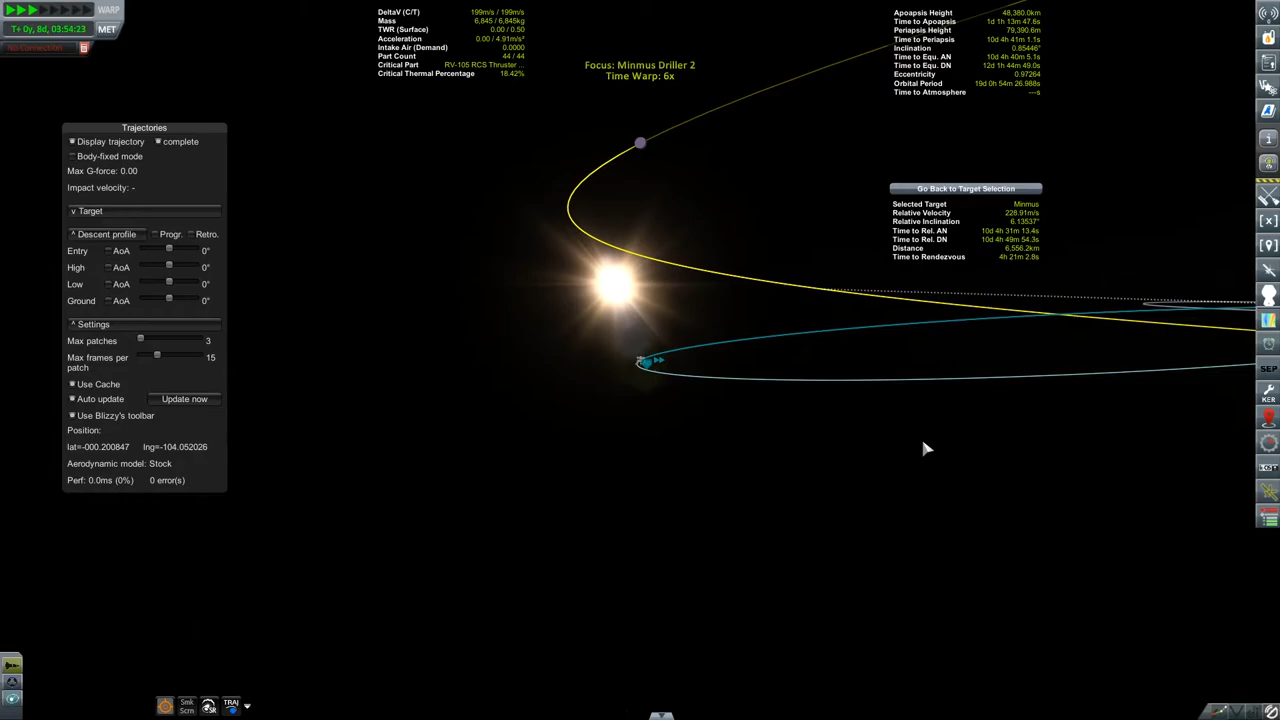 WARP
T+ 0y, 8d, 03:54:23 MET
No Connection
DeltaV (C/T) 199m/s / 199m/s
Mass 6,845 / 6,845kg
TWR (Surface) 0.00 / 0.50
Acceleration 0.00 / 4.91m/s²
Intake Air (Demand) 0.0000
Part Count 44 / 44
Critical Part RV-105 RCS Thruster ...
Critical Thermal Percentage 18.42%
Focus: Minmus Driller 2
Time Warp: 6x
Apoapsis Height 48,380.0km
Time to Apoapsis 1d 1h 13m 47.6s
Periapsis Height 79,390.6m
Time to Periapsis 10d 4h 41m 1.1s
Inclination 0.85446°
Time to Equ. AN 10d 4h 40m 5.1s
Time to Equ. DN 12d 1h 44m 49.0s
Eccentricity 0.97264
Orbital Period 19d 0h 54m 26.988s
Time to Atmosphere ---s
Go Back to Target Selection
Selected Target Minmus
Relative Velocity 228.91m/s
Relative Inclination 6.13537°
Time to Rel. AN 10d 4h 31m 13.4s
Time to Rel. DN 10d 4h 49m 54.3s
Distance 6,556.2km
Time to Rendezvous 4h 21m 2.8s
Trajectories
Display trajectory complete
Body-fixed mode
Max G-force: 0.00
Impact velocity: -
v Target
^ Descent profile Progr. Retro.
Entry AoA 0°
High AoA 0°
Low AoA 0°
Ground AoA 0°
^ Settings
Max patches 3
Max frames per patch 15
Use Cache
Auto update Update now
Use Blizzy's toolbar
Position:
lat=-000.200847 lng=-104.052026
Aerodynamic model: Stock
Perf: 0.0ms (0%) 0 error(s)
SEP
KER
Smk
Scrn
SR
TRAJ